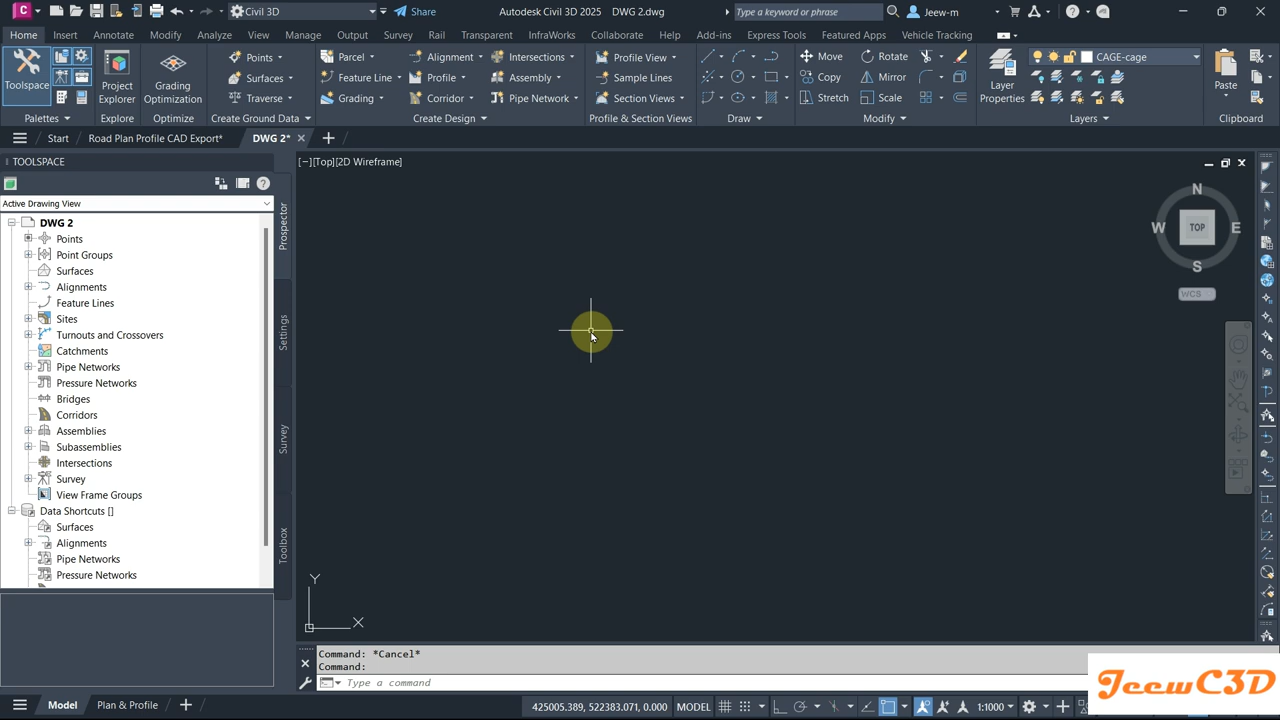 Civil 3D
Share
Autodesk Civil 3D 2025 DWG 2.dwg
Type a keyword or phrase
Jeew-m
Home Insert Annotate Modify Analyze View Manage Output Survey Rail Transparent InfraWorks Collaborate Help Add-ins Express Tools Featured Apps Vehicle Tracking
Toolspace
Project Explorer
Grading Optimization
Points
Surfaces
Traverse
Parcel
Feature Line
Grading
Alignment
Profile
Corridor
Intersections
Assembly
Pipe Network
Profile View
Sample Lines
Section Views
Move
Copy
Stretch
Rotate
Mirror
Scale
Layer Properties
CAGE-cage
Paste
Palettes Explore Optimize Create Ground Data Create Design Profile & Section Views Draw Modify Layers Clipboard
Start Road Plan Profile CAD Export* DWG 2*
TOOLSPACE
[−][Top][2D Wireframe]
Active Drawing View
DWG 2
Points
Point Groups
Surfaces
Alignments
Feature Lines
Sites
Turnouts and Crossovers
Catchments
Pipe Networks
Pressure Networks
Bridges
Corridors
Assemblies
Subassemblies
Intersections
Survey
View Frame Groups
Data Shortcuts []
Surfaces
Alignments
Pipe Networks
Pressure Networks
Prospector
Settings
Survey
Toolbox
N
W TOP E
S
WCS
Y
X
Command: *Cancel*
Command:
Type a command
JeewC3D
Model Plan & Profile
425005.389, 522383.071, 0.000 MODEL
1:1000